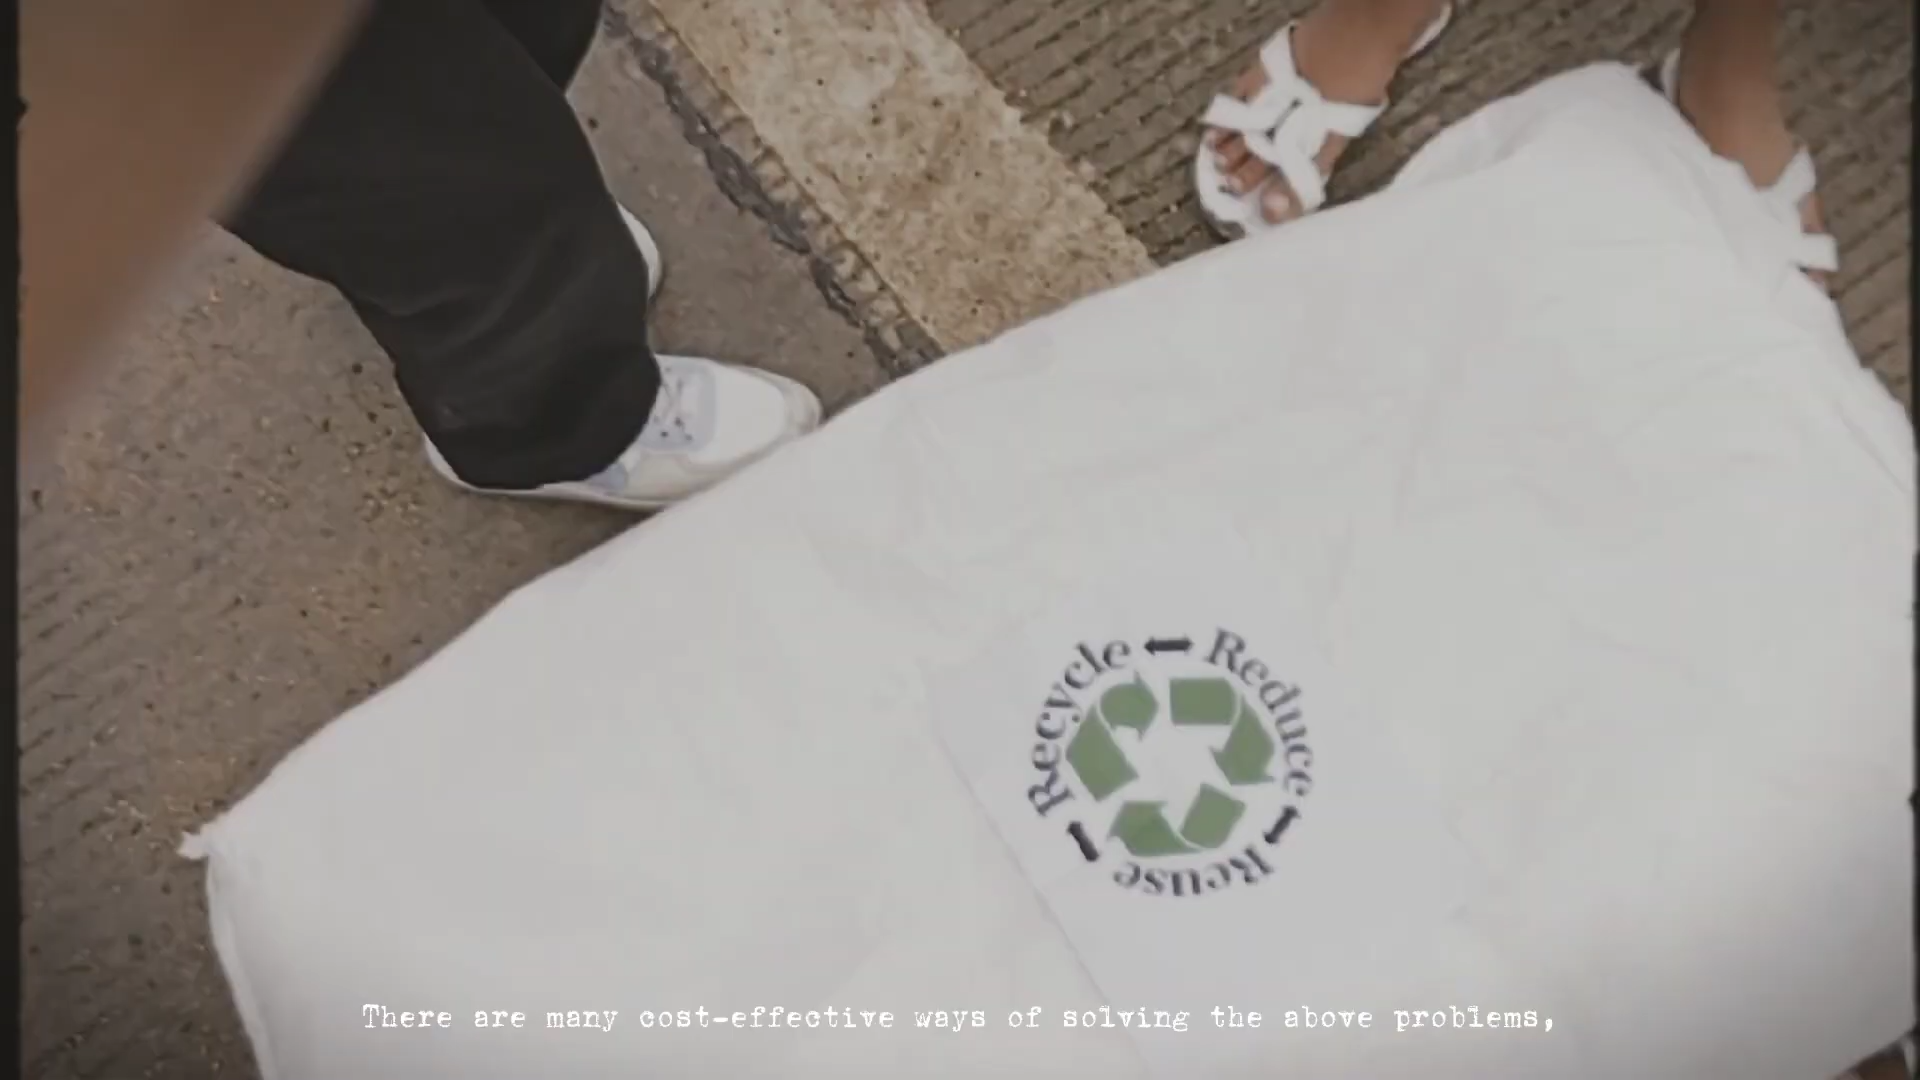 Recycle
Reduce
Reuse
There are many cost-effective ways of solving the above problems,